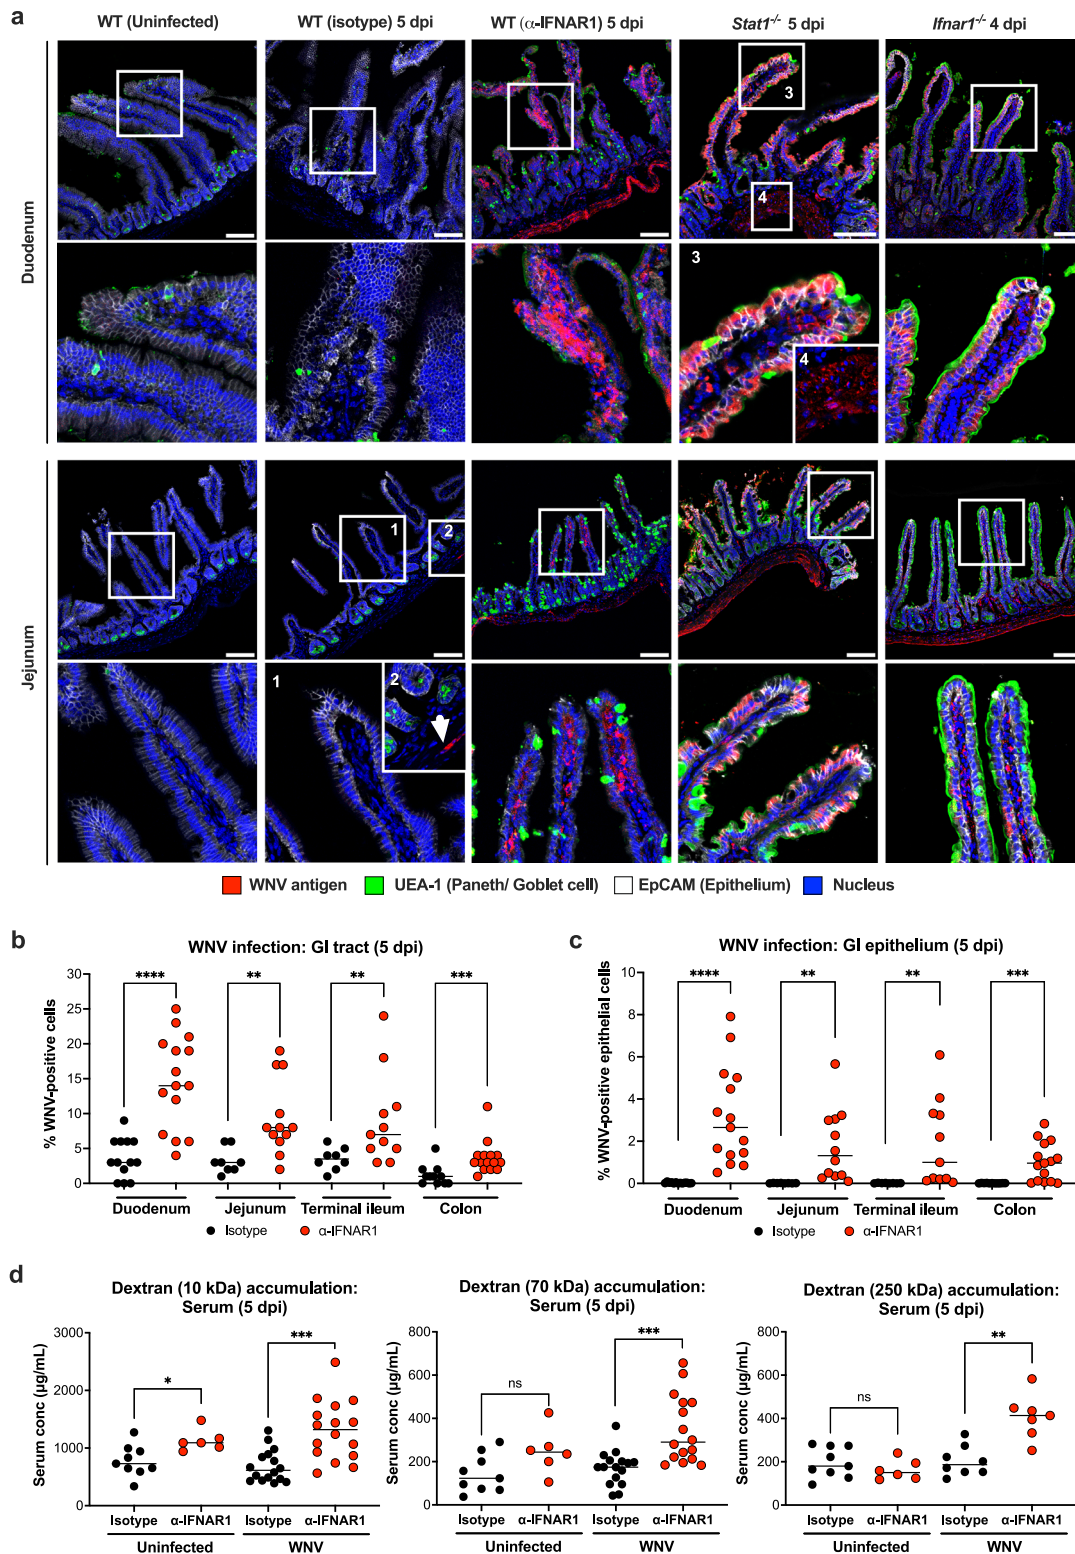 a
WT (Uninfected)
WT (isotype) 5 dpi
WT (α-IFNAR1) 5 dpi
Stat1-/- 5 dpi
Ifnar1-/- 4 dpi
Duodenum
3
4
3
4
Jejunum
1
2
1
2
WNV antigen
UEA-1 (Paneth/ Goblet cell)
EpCAM (Epithelium)
Nucleus
b
WNV infection: GI tract (5 dpi)
% WNV-positive cells
30
25
20
15
10
5
0
****
**
**
***
Duodenum
Jejunum
Terminal ileum
Colon
Isotype
α-IFNAR1
c
WNV infection: GI epithelium (5 dpi)
% WNV-positive epithelial cells
10
8
6
4
2
0
****
**
**
***
Duodenum
Jejunum
Terminal ileum
Colon
Isotype
α-IFNAR1
d
Dextran (10 kDa) accumulation:
Serum (5 dpi)
Serum conc (µg/mL)
3000
2000
1000
0
*
***
Isotype
α-IFNAR1
Isotype
α-IFNAR1
Uninfected
WNV
Dextran (70 kDa) accumulation:
Serum (5 dpi)
Serum conc (µg/mL)
800
600
400
200
0
ns
***
Isotype
α-IFNAR1
Isotype
α-IFNAR1
Uninfected
WNV
Dextran (250 kDa) accumulation:
Serum (5 dpi)
Serum conc (µg/mL)
800
600
400
200
0
ns
**
Isotype
α-IFNAR1
Isotype
α-IFNAR1
Uninfected
WNV